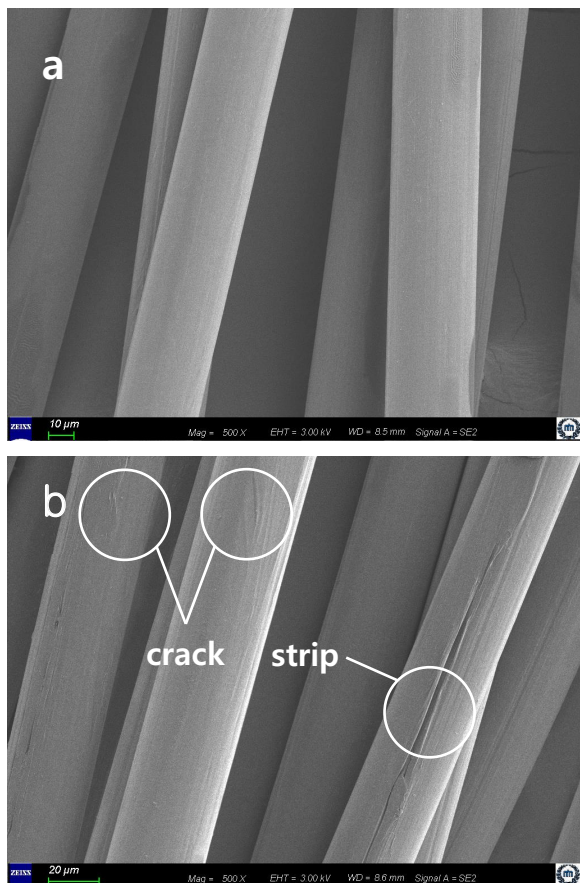 a
ZEISS
10 µm
Mag = 500 X EHT = 3.00 kV WD = 8.5 mm Signal A = SE2
b
crack
strip
ZEISS
20 µm
Mag = 500 X EHT = 3.00 kV WD = 8.6 mm Signal A = SE2